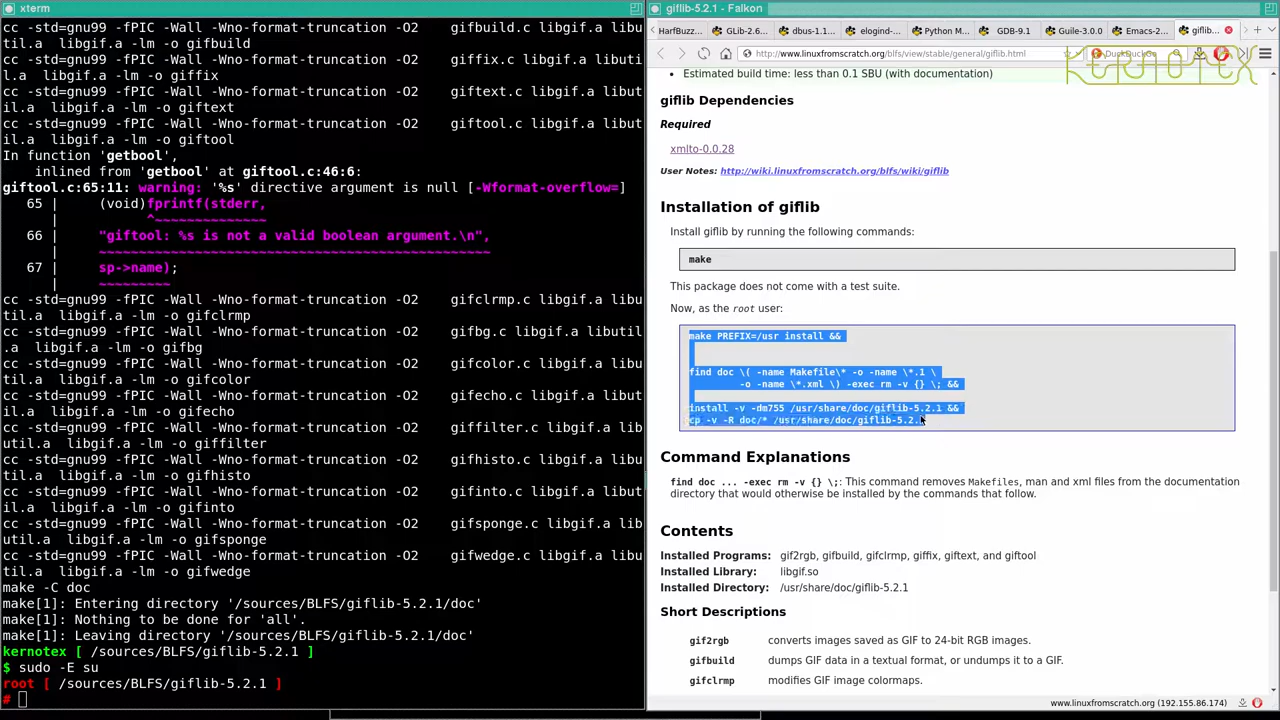 xterm
cc -std=gnu99 -fPIC -Wall -Wno-format-truncation -O2    gifbuild.c libgif.a libu
til.a  libgif.a -lm -o gifbuild
cc -std=gnu99 -fPIC -Wall -Wno-format-truncation -O2    giffix.c libgif.a libuti
l.a  libgif.a -lm -o giffix
cc -std=gnu99 -fPIC -Wall -Wno-format-truncation -O2    giftext.c libgif.a libut
il.a  libgif.a -lm -o giftext
cc -std=gnu99 -fPIC -Wall -Wno-format-truncation -O2    giftool.c libgif.a libut
il.a  libgif.a -lm -o giftool
In function 'getbool',
    inlined from 'getbool' at giftool.c:46:6:
giftool.c:65:11: warning: '%s' directive argument is null [-Wformat-overflow=]
   65 |       (void)fprintf(stderr,
      |             ^~~~~~~~~~~~~~~
   66 |       "giftool: %s is not a valid boolean argument.\n",
      |       ~~~~~~~~~~~~~~~~~~~~~~~~~~~~~~~~~~~~~~~~~~~~~~~~~
   67 |       sp->name);
      |       ~~~~~~~~~
cc -std=gnu99 -fPIC -Wall -Wno-format-truncation -O2    gifclrmp.c libgif.a libu
til.a  libgif.a -lm -o gifclrmp
cc -std=gnu99 -fPIC -Wall -Wno-format-truncation -O2    gifbg.c libgif.a libutil
.a  libgif.a -lm -o gifbg
cc -std=gnu99 -fPIC -Wall -Wno-format-truncation -O2    gifcolor.c libgif.a libu
til.a  libgif.a -lm -o gifcolor
cc -std=gnu99 -fPIC -Wall -Wno-format-truncation -O2    gifecho.c libgif.a libut
il.a  libgif.a -lm -o gifecho
cc -std=gnu99 -fPIC -Wall -Wno-format-truncation -O2    giffilter.c libgif.a lib
util.a  libgif.a -lm -o giffilter
cc -std=gnu99 -fPIC -Wall -Wno-format-truncation -O2    gifhisto.c libgif.a libu
til.a  libgif.a -lm -o gifhisto
cc -std=gnu99 -fPIC -Wall -Wno-format-truncation -O2    gifinto.c libgif.a libut
il.a  libgif.a -lm -o gifinto
cc -std=gnu99 -fPIC -Wall -Wno-format-truncation -O2    gifsponge.c libgif.a lib
util.a  libgif.a -lm -o gifsponge
cc -std=gnu99 -fPIC -Wall -Wno-format-truncation -O2    gifwedge.c libgif.a libu
til.a  libgif.a -lm -o gifwedge
make -C doc
make[1]: Entering directory '/sources/BLFS/giflib-5.2.1/doc'
make[1]: Nothing to be done for 'all'.
make[1]: Leaving directory '/sources/BLFS/giflib-5.2.1/doc'
kernotex [ /sources/BLFS/giflib-5.2.1 ]
$ sudo -E su
root [ /sources/BLFS/giflib-5.2.1 ]
#
giflib-5.2.1 - Falkon
HarfBuzz... GLib-2.6... dbus-1.1... elogind-... Python M... GDB-9.1 Guile-3.0.0 Emacs-2... giflib...
http://www.linuxfromscratch.org/blfs/view/stable/general/giflib.html DuckDuckGo
KERNOTEX
Estimated build time: less than 0.1 SBU (with documentation)
giflib Dependencies
Required
xmlto-0.0.28
User Notes: http://wiki.linuxfromscratch.org/blfs/wiki/giflib
Installation of giflib
Install giflib by running the following commands:
make
This package does not come with a test suite.
Now, as the root user:
make PREFIX=/usr install &&
find doc \( -name Makefile\* -o -name \*.1 \
         -o -name \*.xml \) -exec rm -v {} \; &&
install -v -dm755 /usr/share/doc/giflib-5.2.1 &&
cp -v -R doc/* /usr/share/doc/giflib-5.2.
Command Explanations
find doc ... -exec rm -v {} \;: This command removes Makefiles, man and xml files from the documentation
directory that would otherwise be installed by the commands that follow.
Contents
Installed Programs: gif2rgb, gifbuild, gifclrmp, giffix, giftext, and giftool
Installed Library: libgif.so
Installed Directory: /usr/share/doc/giflib-5.2.1
Short Descriptions
gif2rgb converts images saved as GIF to 24-bit RGB images.
gifbuild dumps GIF data in a textual format, or undumps it to a GIF.
gifclrmp modifies GIF image colormaps.
www.linuxfromscratch.org (192.155.86.174)